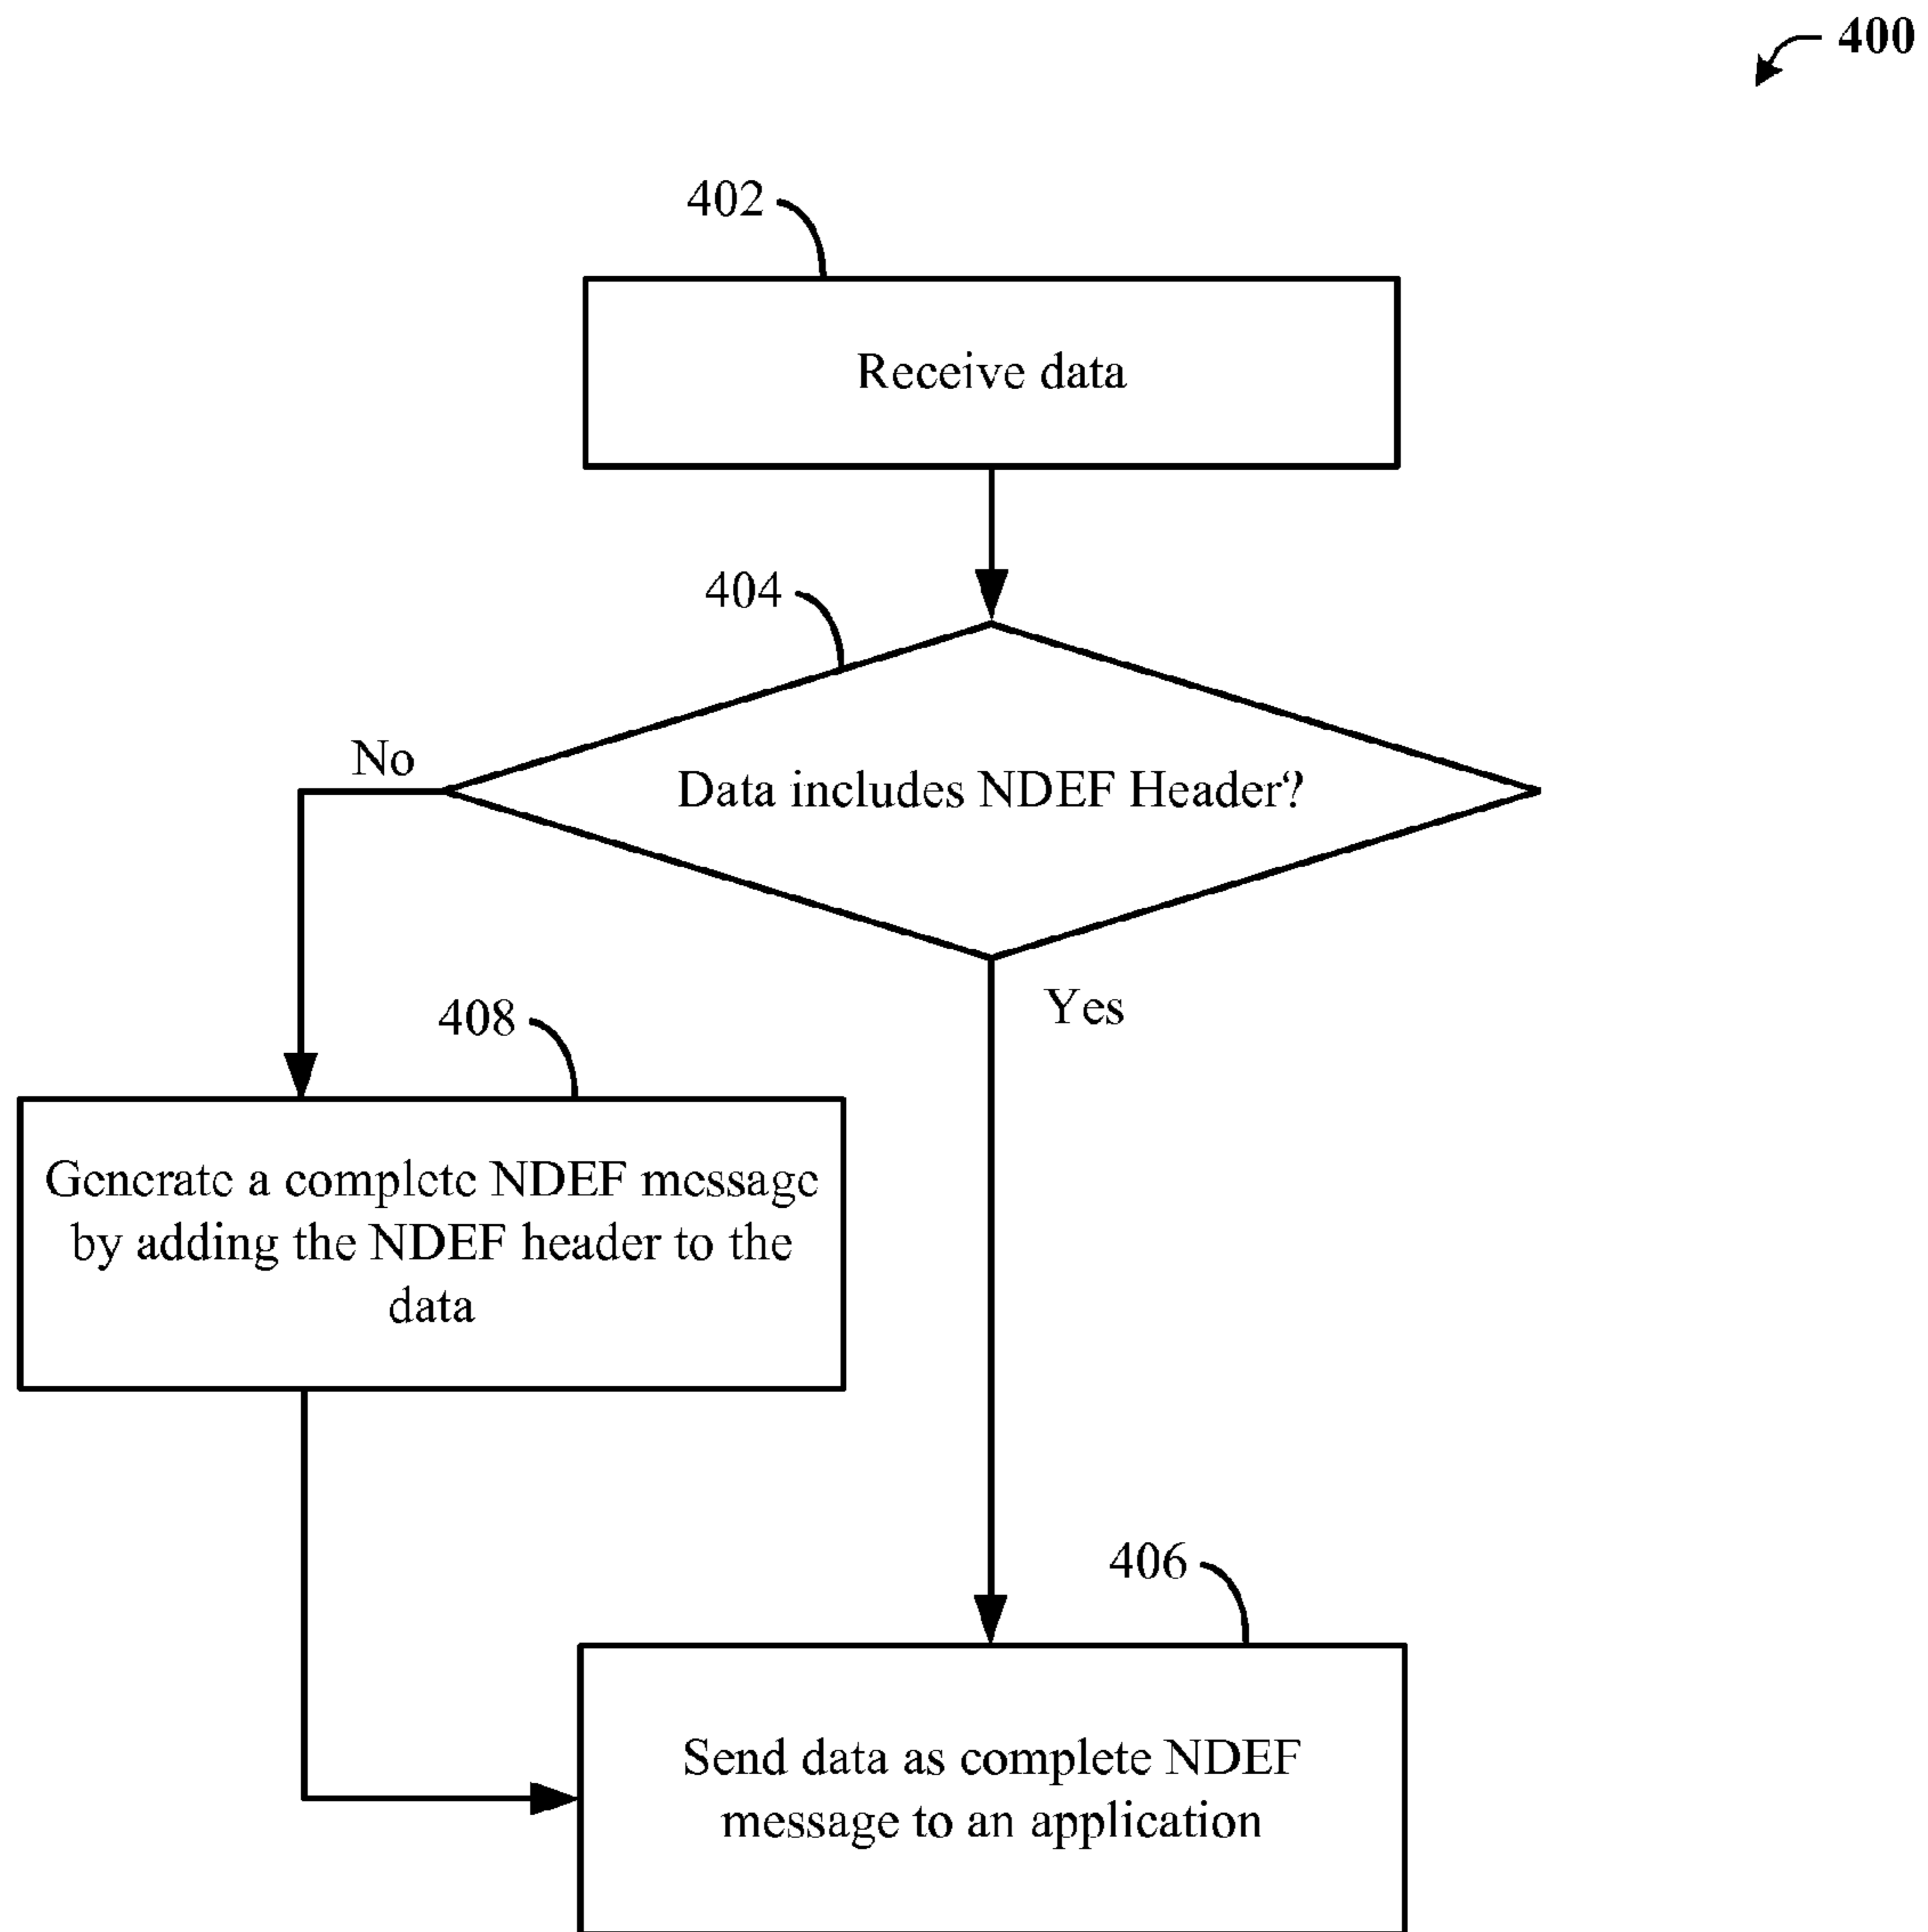 400
402
Receive data
404
Data includes NDEF Header?
No
Yes
408
Generate a complete NDEF message
by adding the NDEF header to the
data
406
Send data as complete NDEF
message to an application